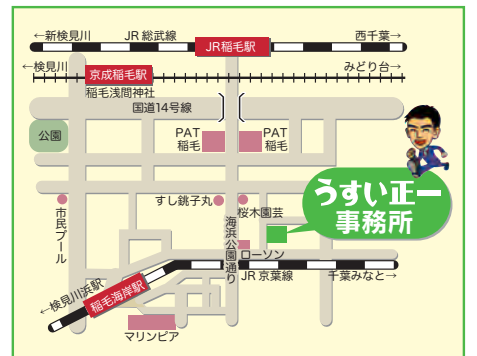 ←新検見川
JR 総武線
JR稲毛駅
西千葉→
←検見川
京成稲毛駅
みどり台→
稲毛浅間神社
国道14号線
公園
PAT
稲毛
PAT
稲毛
すし銚子丸
桜木園芸
うすい正一
事務所
市民プール
海浜公園通り
ローソン
JR 京葉線
千葉みなと→
←検見川浜駅
稲毛海岸駅
マリンピア